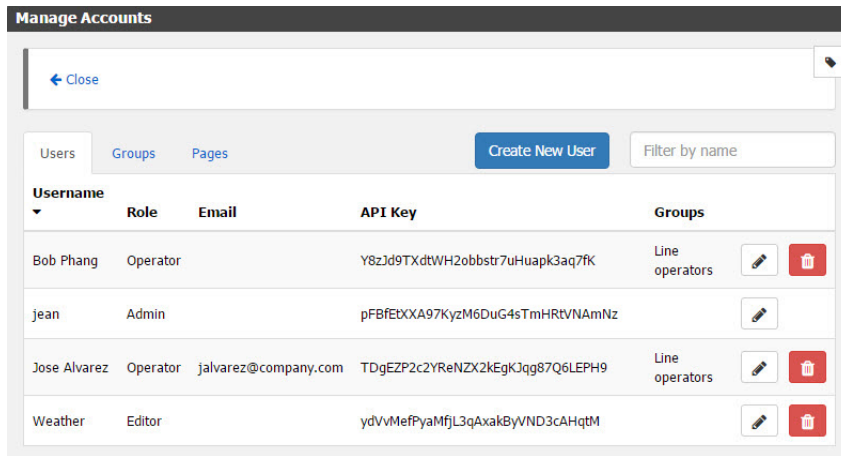 Manage Accounts
Close
Users Groups Pages Create New User Filter by name
Username
Role Email API Key Groups
Bob Phang Operator Y8zJd9TXdtWH2obbstr7uHuapk3aq7fK Line operators
jean Admin pFBfEtXXA97KyzM6DuG4sTmHRtVNAmNz
Jose Alvarez Operator jalvarez@company.com TDgEZP2c2YReNZX2kEgKJqg87Q6LEPH9 Line operators
Weather Editor ydVvMefPyaMfjL3qAxakByVND3cAHqtM